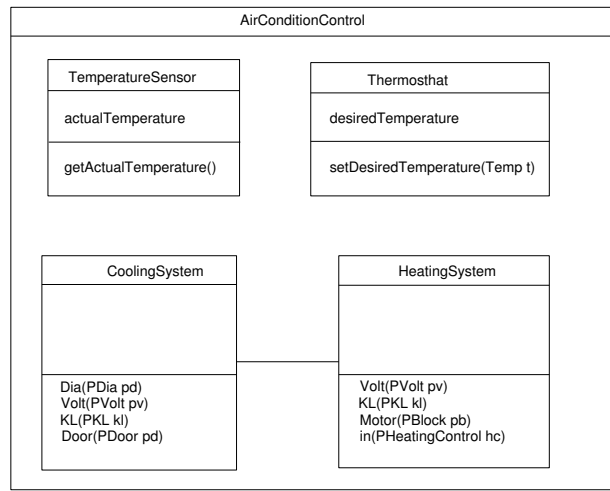 AirConditionControl
TemperatureSensor
actualTemperature
getActualTemperature()
Thermosthat
desiredTemperature
setDesiredTemperature(Temp t)
CoolingSystem
Dia(PDia pd)
Volt(PVolt pv)
KL(PKL kl)
Door(PDoor pd)
HeatingSystem
Volt(PVolt pv)
KL(PKL kl)
Motor(PBlock pb)
in(PHeatingControl hc)